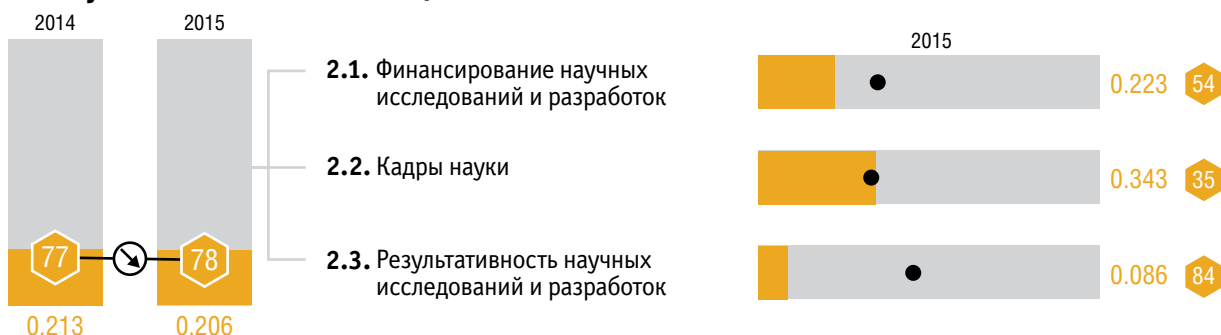 2014
2015
2015
2.1. Финансирование научных
исследований и разработок
0.223
54
2.2. Кадры науки
0.343
35
77
78
2.3. Результативность научных
исследований и разработок
0.086
84
0.213
0.206